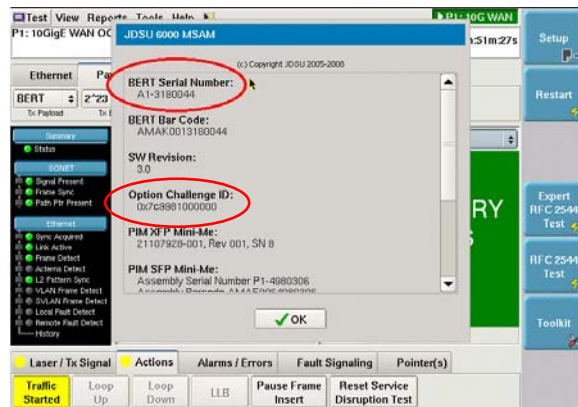 Test View Reports Tools Help
P1: 10G WAN
P1: 10GigE WAN OC
JDSU 6000 MSAM
:51m:27s
Setup
(c) Copyright JDSU 2005-2008
Ethernet
BERT Serial Number:
A1-3180044
BERT
2^23
Tx Payload
Restart
BERT Bar Code:
AMAK0013180044
Summary
Status
SW Revision:
3.0
SONET
Signal Present
Frame Sync
Path Ptr Present
Option Challenge ID:
0x7c9981000000
RY
Expert
RFC 2544
Test
Ethernet
Sync Acquired
Link Active
Frame Detect
Acterna Detect
L2 Pattern Sync
VLAN Frame Detect
SVLAN Frame Detect
Local Fault Detect
Remote Fault Detect
History
PIM XFP Mini-Me:
21107928-001, Rev 001, SN 8
PIM SFP Mini-Me:
Assembly Serial Number P1-4980306
RFC 2544
Test
OK
Toolkit
Laser / Tx Signal
Actions
Alarms / Errors
Fault Signaling
Pointer(s)
Traffic
Started
Loop
Up
Loop
Down
LLB
Pause Frame
Insert
Reset Service
Disruption Test